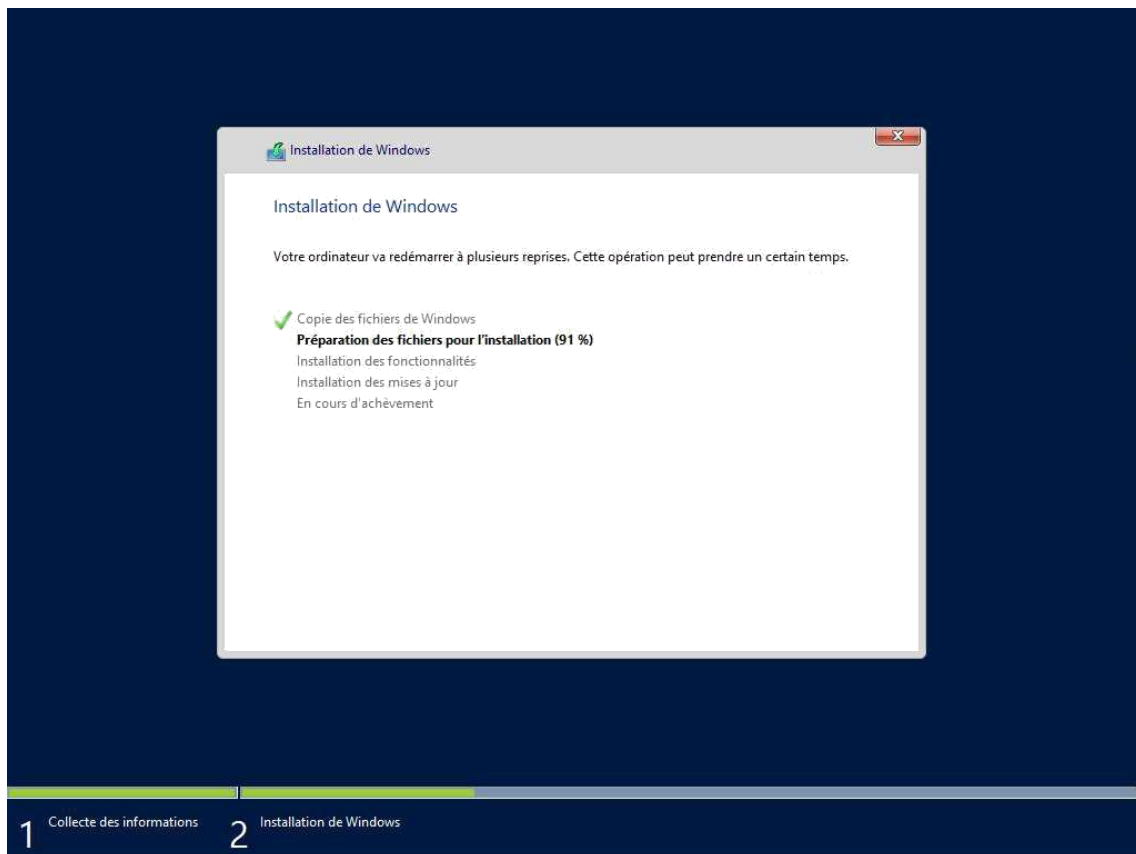 Installation de Windows
Installation de Windows
Votre ordinateur va redémarrer à plusieurs reprises. Cette opération peut prendre un certain temps.
Copie des fichiers de Windows
Préparation des fichiers pour l'installation (91 %)
Installation des fonctionnalités
Installation des mises à jour
En cours d'achèvement
1 Collecte des informations 2 Installation de Windows